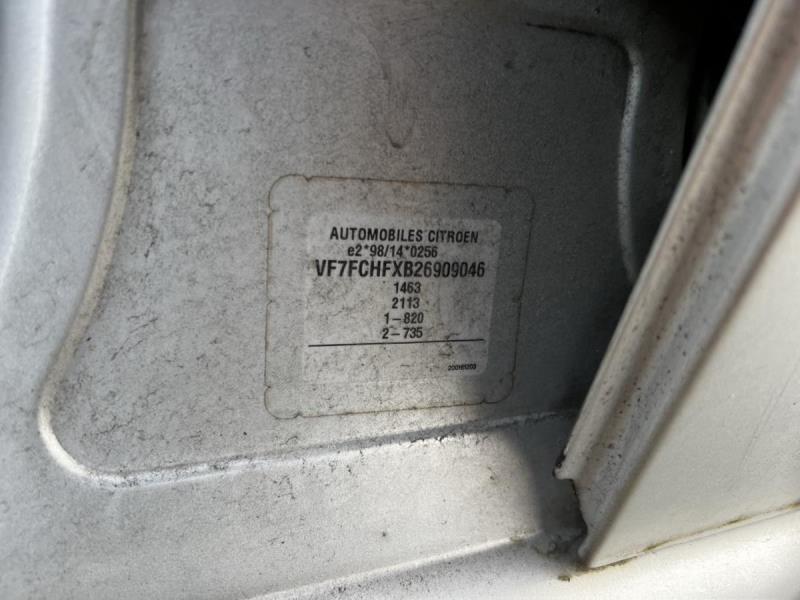 AUTOMOBILES CITROEN
e2*98/14*0256
VF7FCHFXB26909046
1463
2113
1-820
2-735